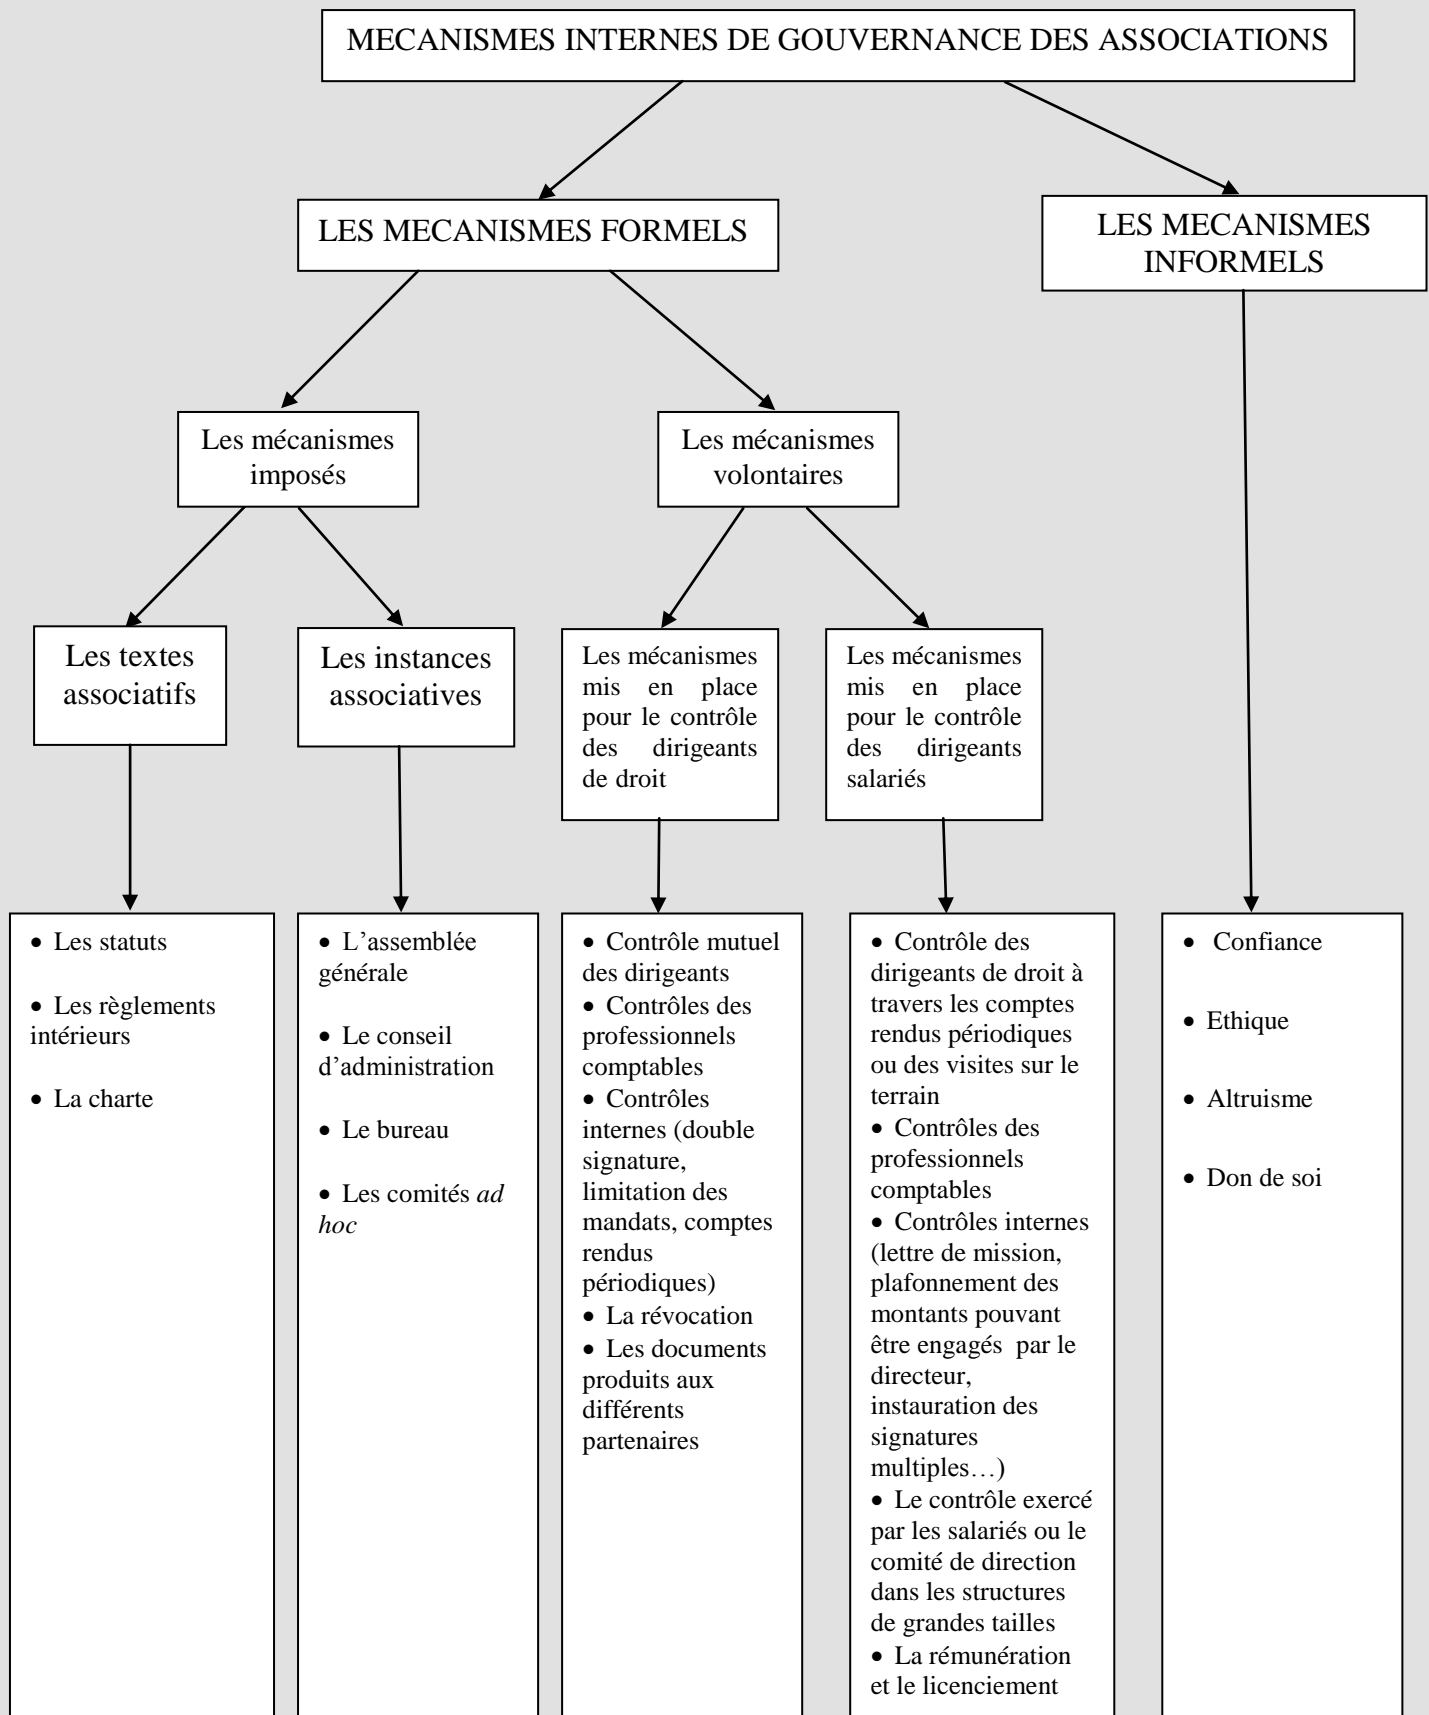 MECANISMES INTERNES DE GOUVERNANCE DES ASSOCIATIONS
LES MECANISMES FORMELS
LES MECANISMES
INFORMELS
Les mécanismes
imposés
Les mécanismes
volontaires
Les textes
associatifs
Les instances
associatives
Les mécanismes
mis en place
pour le contrôle
des dirigeants
de droit
Les mécanismes
mis en place
pour le contrôle
des dirigeants
salariés
• Les statuts
• Les règlements
intérieurs
• La charte
• L’assemblée
générale
• Le conseil
d’administration
• Le bureau
• Les comités ad
hoc
• Contrôle mutuel
des dirigeants
• Contrôles des
professionnels
comptables
• Contrôles
internes (double
signature,
limitation des
mandats, comptes
rendus
périodiques)
• La révocation
• Les documents
produits aux
différents
partenaires
• Contrôle des
dirigeants de droit à
travers les comptes
rendus périodiques
ou des visites sur le
terrain
• Contrôles des
professionnels
comptables
• Contrôles internes
(lettre de mission,
plafonnement des
montants pouvant
être engagés par le
directeur,
instauration des
signatures
multiples…)
• Le contrôle exercé
par les salariés ou le
comité de direction
dans les structures
de grandes tailles
• La rémunération
et le licenciement
• Confiance
• Ethique
• Altruisme
• Don de soi